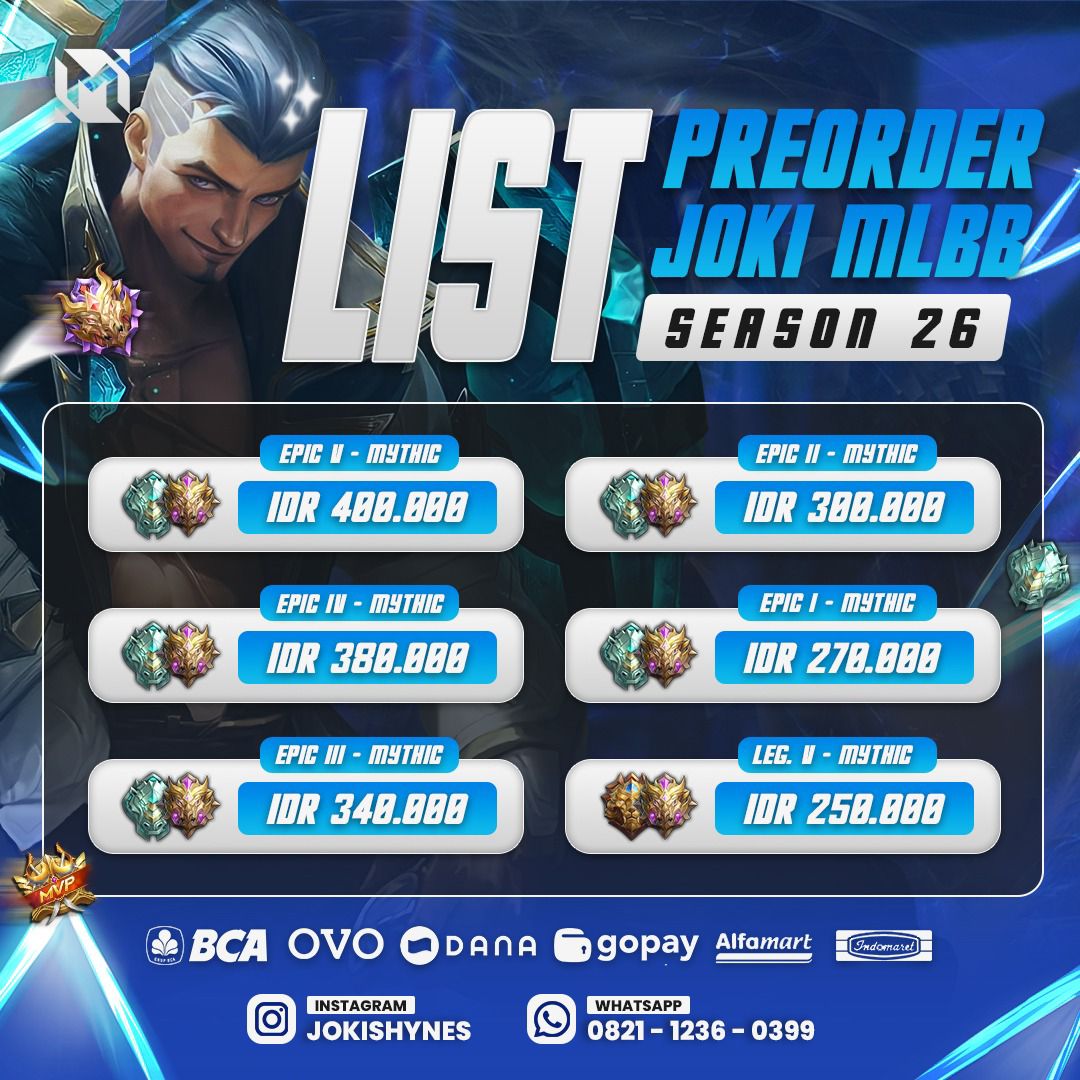 LIST
PREORDER
JOKI MLBB
SEASON 26
EPIC V - MYTHIC
IDR 400.000
EPIC II - MYTHIC
IDR 300.000
EPIC IV - MYTHIC
IDR 380.000
EPIC I - MYTHIC
IDR 270.000
EPIC III - MYTHIC
IDR 340.000
LEG. V - MYTHIC
IDR 250.000
MVP
BCA OVO DANA gopay Alfamart Indomaret
INSTAGRAM
JOKISHYNES
WHATSAPP
0821 - 1236 - 0399